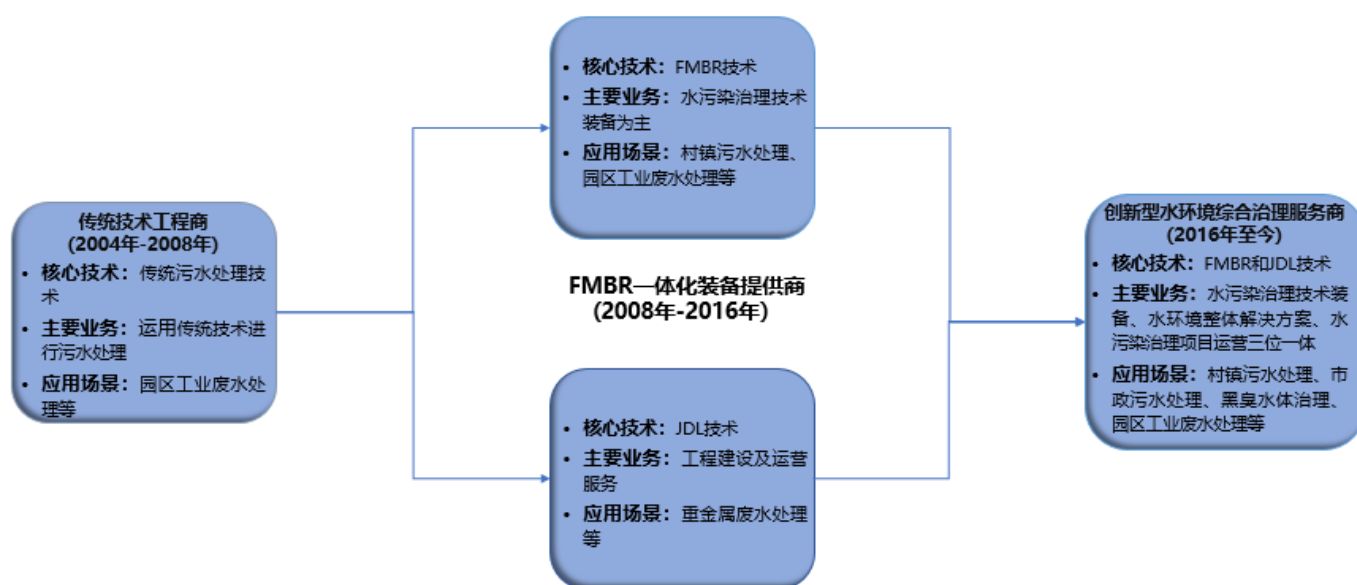 传统技术工程商
(2004年-2008年)
• 核心技术：传统污水处理技
术
• 主要业务：运用传统技术进
行污水处理
• 应用场景：园区工业废水处
理等
• 核心技术：FMBR技术
• 主要业务：水污染治理技术
装备为主
• 应用场景：村镇污水处理、
园区工业废水处理等
FMBR一体化装备提供商
(2008年-2016年)
• 核心技术：JDL技术
• 主要业务：工程建设及运营
服务
• 应用场景：重金属废水处理
等
创新型水环境综合治理服务商
(2016年至今)
• 核心技术：FMBR和JDL技术
• 主要业务：水污染治理技术装
备、水环境整体解决方案、水
污染治理项目运营三位一体
• 应用场景：村镇污水处理、市
政污水处理、黑臭水体治理、
园区工业废水处理等